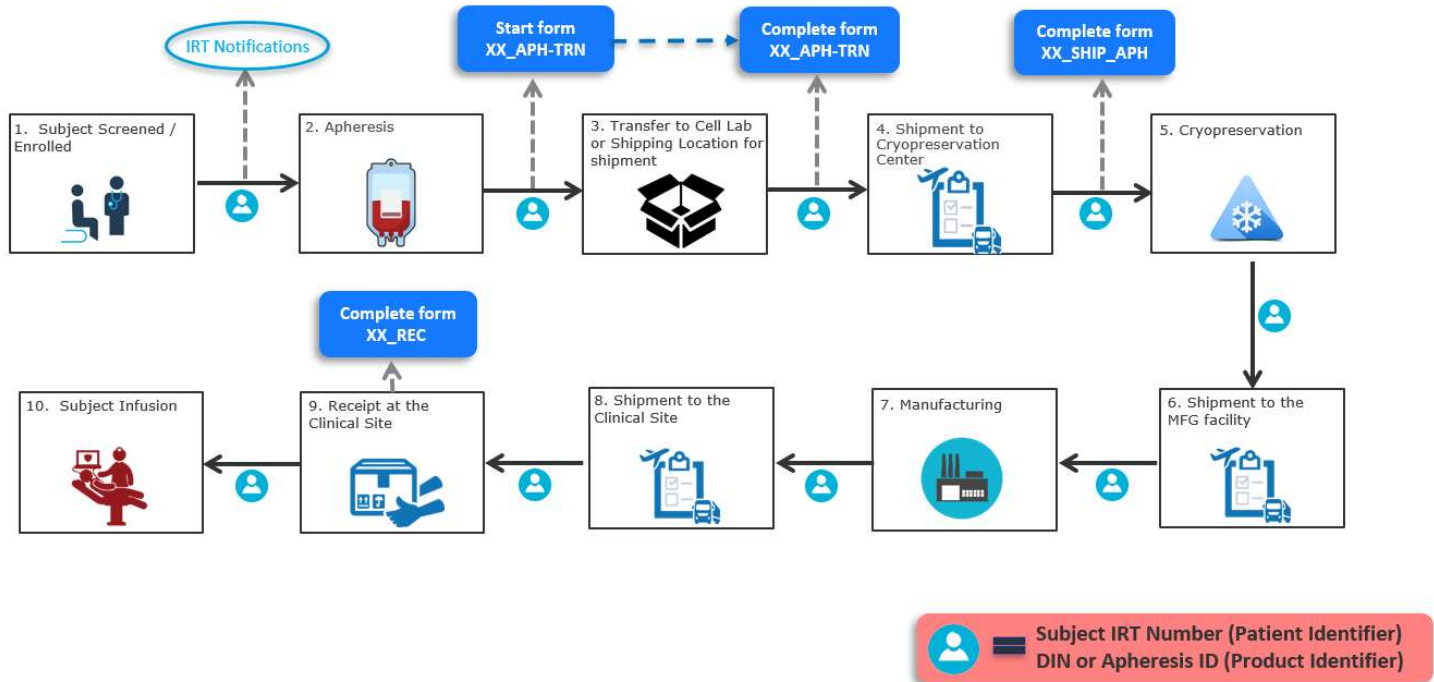 IRT Notifications
Start form
XX_APH-TRN
Complete form
XX_APH-TRN
Complete form
XX_SHIP_APH
1. Subject Screened /
Enrolled
2. Apheresis
3. Transfer to Cell Lab
or Shipping Location for
shipment
4. Shipment to
Cryopreservation
Center
5. Cryopreservation
Complete form
XX_REC
10. Subject Infusion
9. Receipt at the
Clinical Site
8. Shipment to the
Clinical Site
7. Manufacturing
6. Shipment to the
MFG facility
Subject IRT Number (Patient Identifier)
DIN or Apheresis ID (Product Identifier)